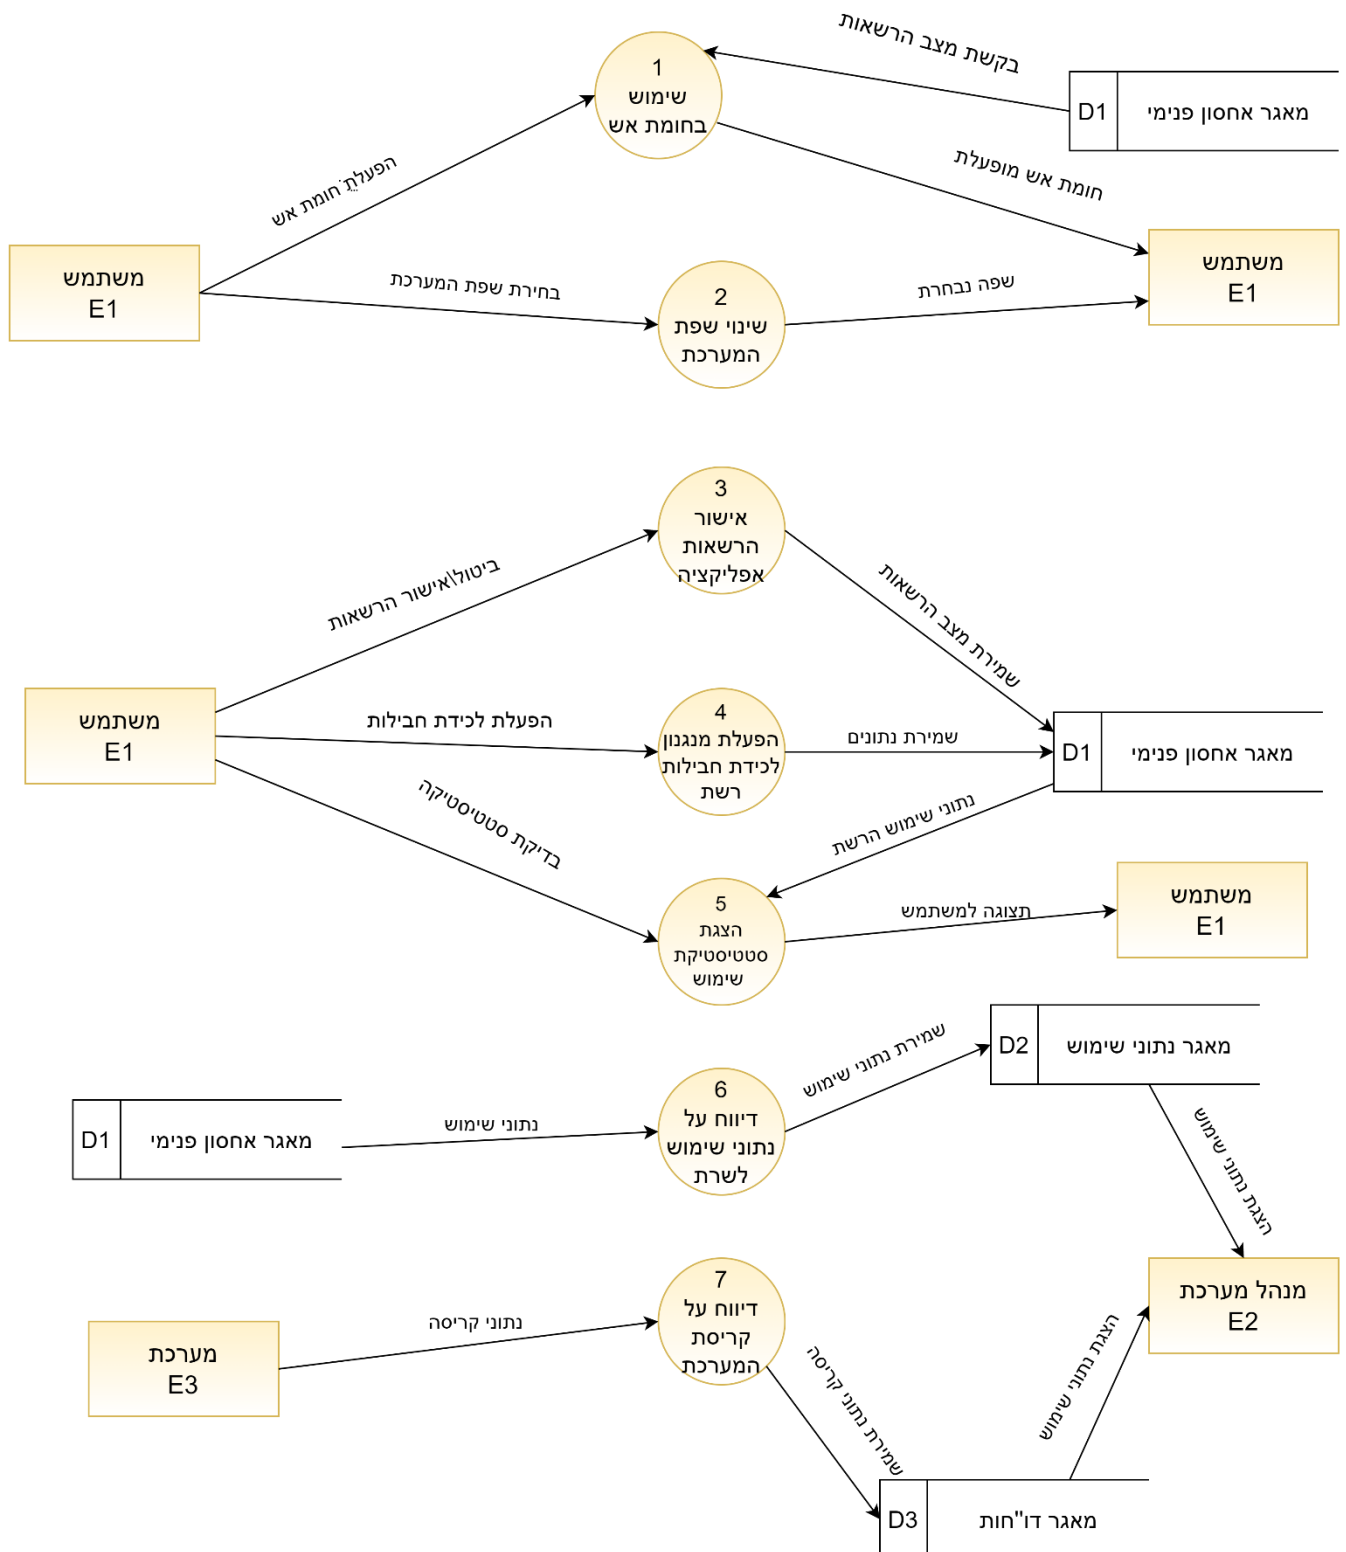 בקשת מצב הרשאות
1
שימוש
בחומת אש
D1
מאגר אחסון פנימי
הפעלת חומת אש
חומת אש מופעלת
משתמש
E1
משתמש
E1
בחירת שפת המערכת
2
שינוי שפת
המערכת
שפה נבחרת
3
אישור
הרשאות
אפליקציה
ביטול\אישור הרשאות
שמירת מצב הרשאות
משתמש
E1
הפעלת לכידת חבילות
4
הפעלת מנגנון
לכידת חבילות
רשת
שמירת נתונים
D1
מאגר אחסון פנימי
בדיקת סטטיסטיקה
נתוני שימוש הרשת
5
הצגת
סטטיסטיקת
שימוש
תצוגה למשתמש
משתמש
E1
D1
מאגר אחסון פנימי
נתוני שימוש
6
דיווח על
נתוני שימוש
לשרת
שמירת נתוני שימוש
D2
מאגר נתוני שימוש
הצגת נתוני שימוש
מערכת
E3
נתוני קריסה
7
דיווח על
קריסת
המערכת
שמירת נתוני קריסה
מנהל מערכת
E2
הצגת נתוני שימוש
D3
מאגר דו"חות